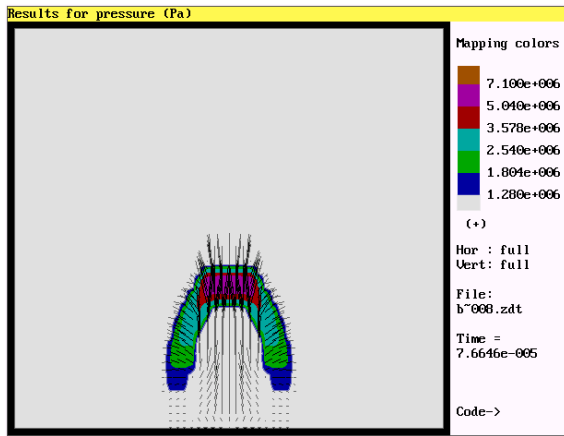 Results for pressure (Pa)
Mapping colors
7.100e+006
5.040e+006
3.578e+006
2.540e+006
1.804e+006
1.280e+006
(+)
Hor : full
Vert: full
File:
b~008.zdt
Time =
7.6646e-005
Code->